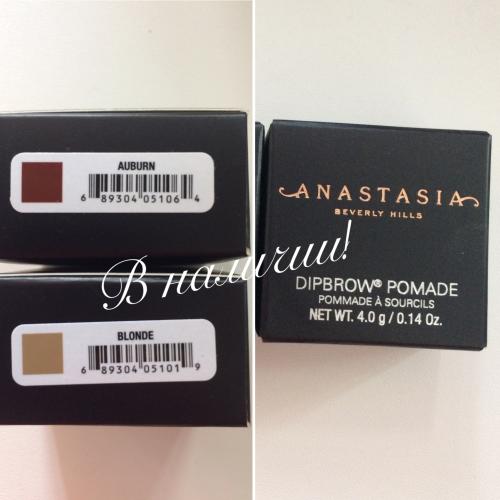 AUBURN
6 89304 05106 4
BLONDE
6 89304 05101 9
В наличии!
ANASTASIA
BEVERLY HILLS
DIPBROW® POMADE
POMMADE À SOURCILS
NET WT. 4.0 g / 0.14 Oz.